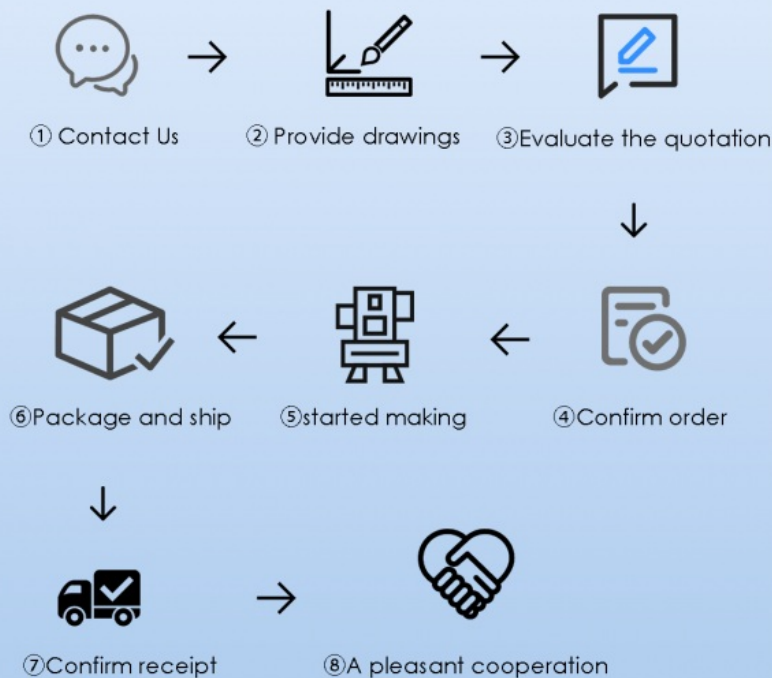 ① Contact Us
② Provide drawings
③Evaluate the quotation
④Confirm order
⑤started making
⑥Package and ship
⑦Confirm receipt
⑧A pleasant cooperation